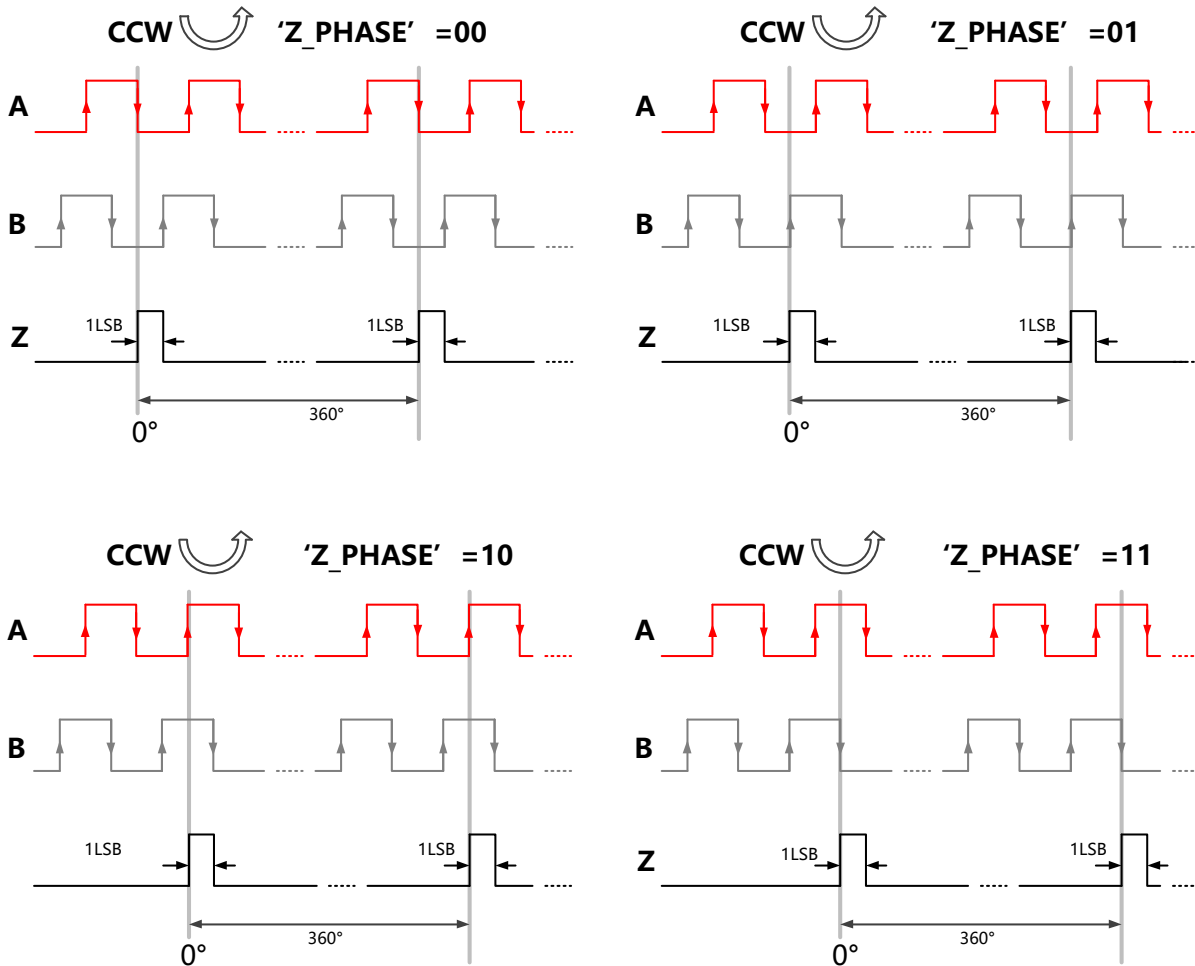 CCW 'Z_PHASE' =00
A
B
Z
1LSB 1LSB
360°
0°
CCW 'Z_PHASE' =01
A
B
Z
1LSB 1LSB
360°
0°
CCW 'Z_PHASE' =10
A
B
1LSB 1LSB
360°
0°
CCW 'Z_PHASE' =11
A
B
Z
1LSB 1LSB
360°
0°